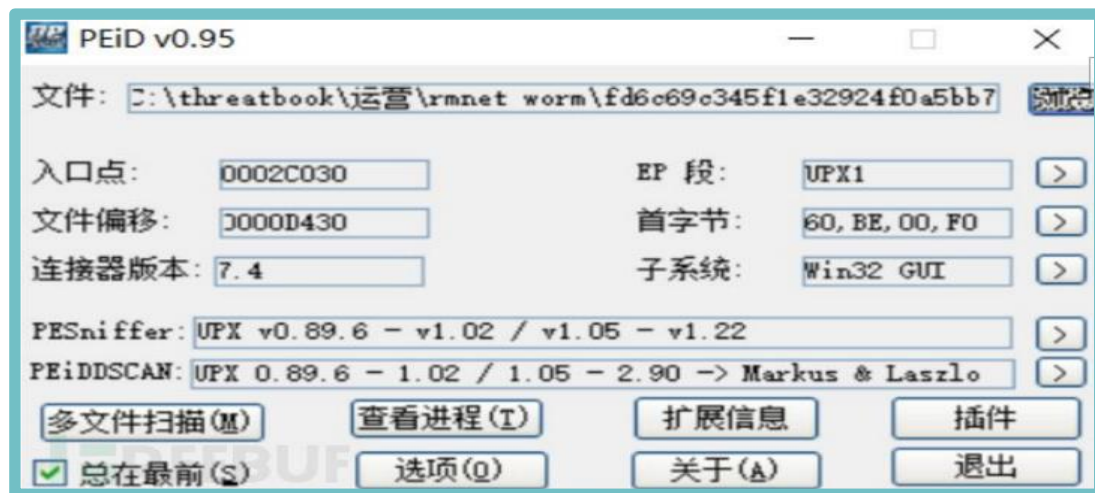 PEiD v0.95
文件: C:\threatbook\运营\rmnet worm\fd6c69c345f1e32924f0a5bb7 浏览
入口点: 0002C030 EP 段: UPX1 >
文件偏移: 0000D430 首字节: 60,BE,00,F0 >
连接器版本: 7.4 子系统: Win32 GUI >
PESniffer: UPX v0.89.6 - v1.02 / v1.05 - v1.22 >
PEiDDSCAN: UPX 0.89.6 - 1.02 / 1.05 - 2.90 -> Markus & Laszlo >
多文件扫描(M) 查看进程(T) 扩展信息 插件
总在最前(S) 选项(O) 关于(A) 退出